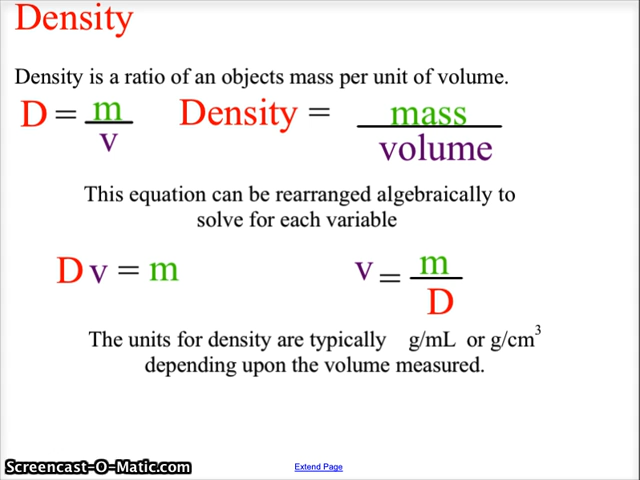 Density
Density is a ratio of an objects mass per unit of volume.
D = m/v Density = mass/volume
This equation can be rearranged algebraically to
solve for each variable
D v = m v = m/D
The units for density are typically g/mL or g/cm³
depending upon the volume measured.
Screencast-O-Matic.com
Extend Page